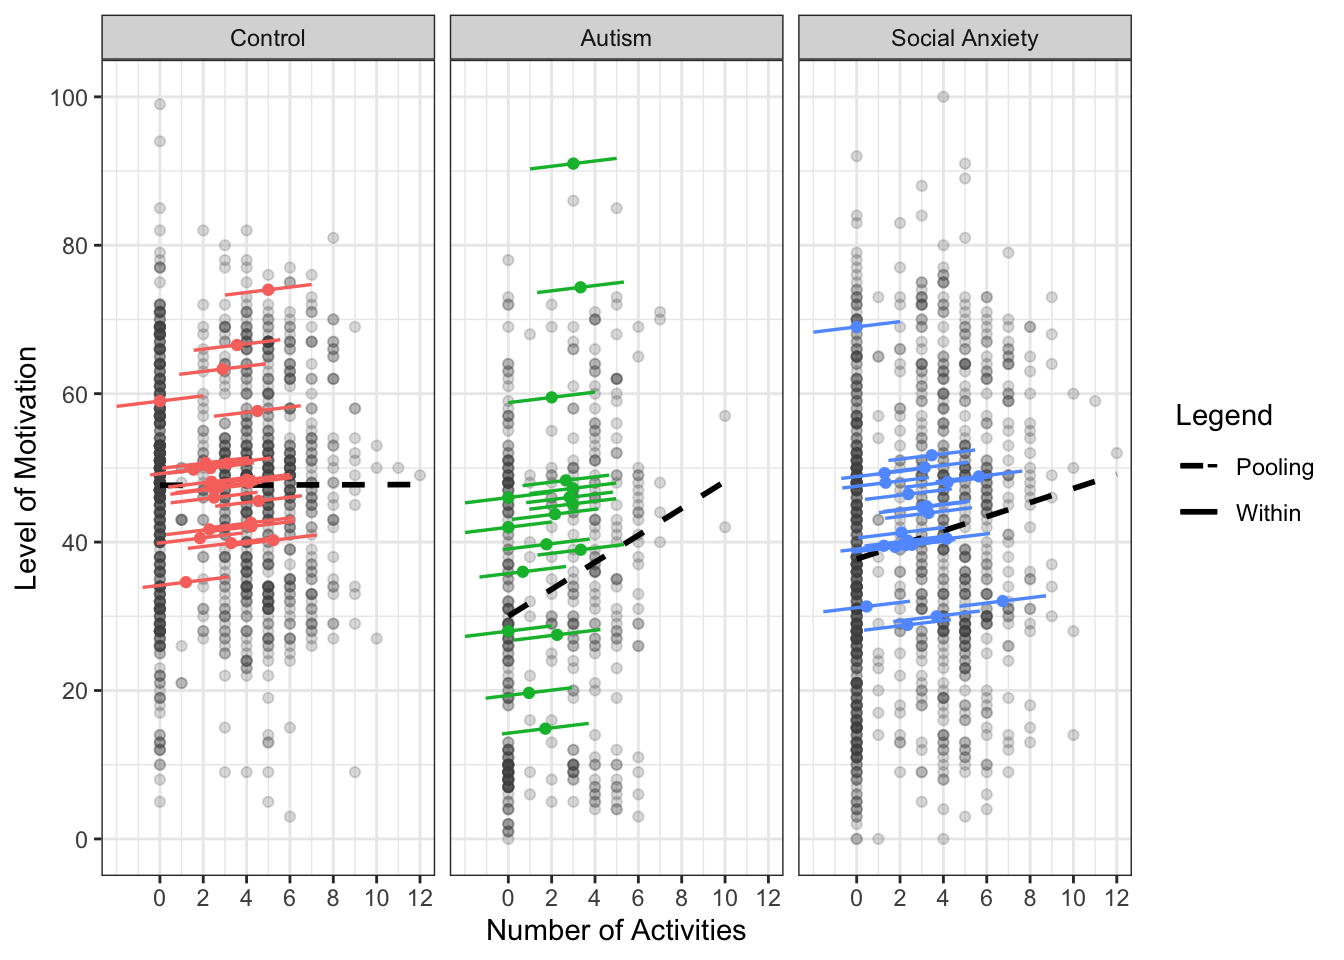 Control Autism Social Anxiety
Level of Motivation
100
80
60
40
20
0
0 2 4 6 8 10 12 0 2 4 6 8 10 12 0 2 4 6 8 10 12
Number of Activities
Legend
Pooling
Within